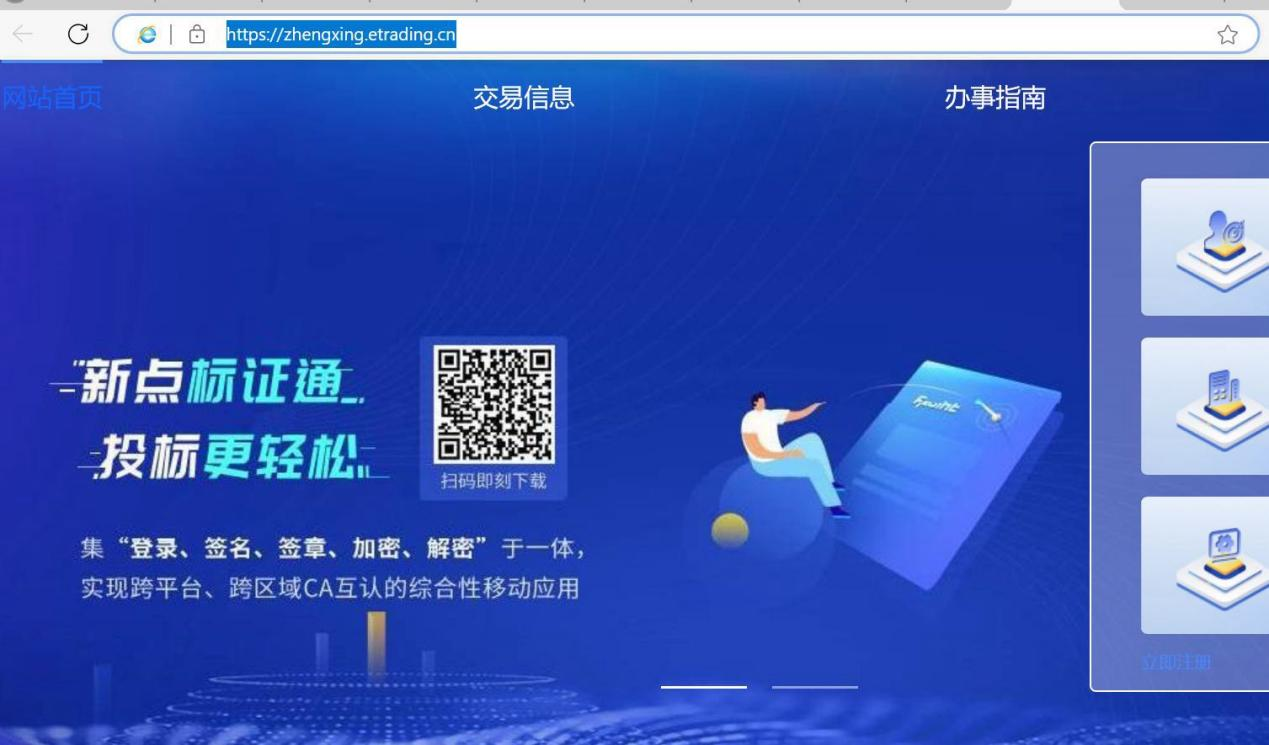 https://zhengxing.etrading.cn
网站首页
交易信息
办事指南
新点标证通
投标更轻松
扫码即刻下载
集“登录、签名、签章、加密、解密”于一体，
实现跨平台、跨区域CA互认的综合性移动应用
立即注册